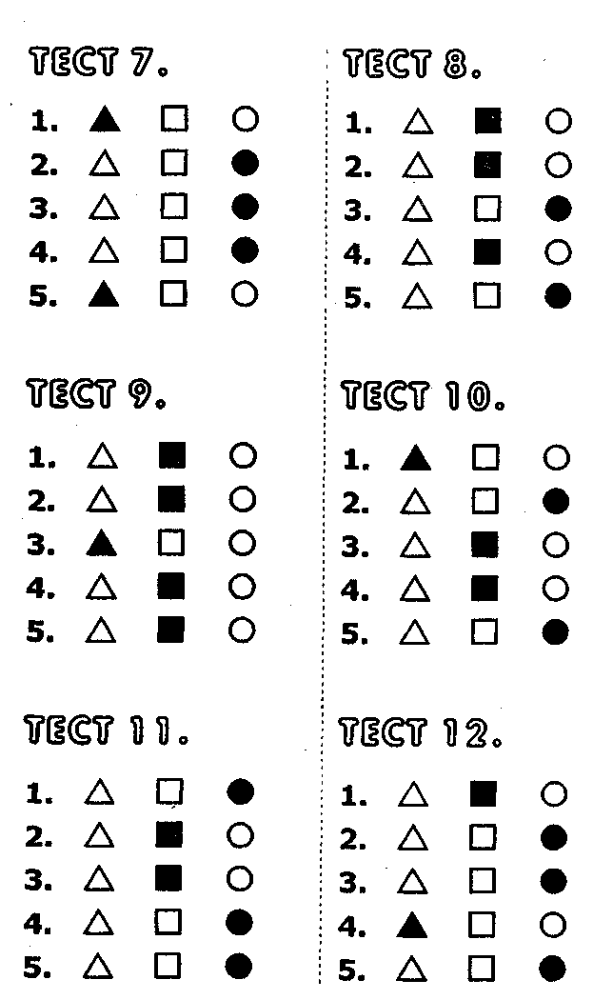 ТЕСТ 7.
1. ▲ □ ○
2. △ □ ●
3. △ □ ●
4. △ □ ●
5. ▲ □ ○
ТЕСТ 8.
1. △ ■ ○
2. △ ■ ○
3. △ □ ●
4. △ ■ ○
5. △ □ ●
ТЕСТ 9.
1. △ ■ ○
2. △ ■ ○
3. ▲ □ ○
4. △ ■ ○
5. △ ■ ○
ТЕСТ 10.
1. ▲ □ ○
2. △ □ ●
3. △ ■ ○
4. △ ■ ○
5. △ □ ●
ТЕСТ 11.
1. △ □ ●
2. △ ■ ○
3. △ ■ ○
4. △ □ ●
5. △ □ ●
ТЕСТ 12.
1. △ ■ ○
2. △ □ ●
3. △ □ ●
4. ▲ □ ○
5. △ □ ●